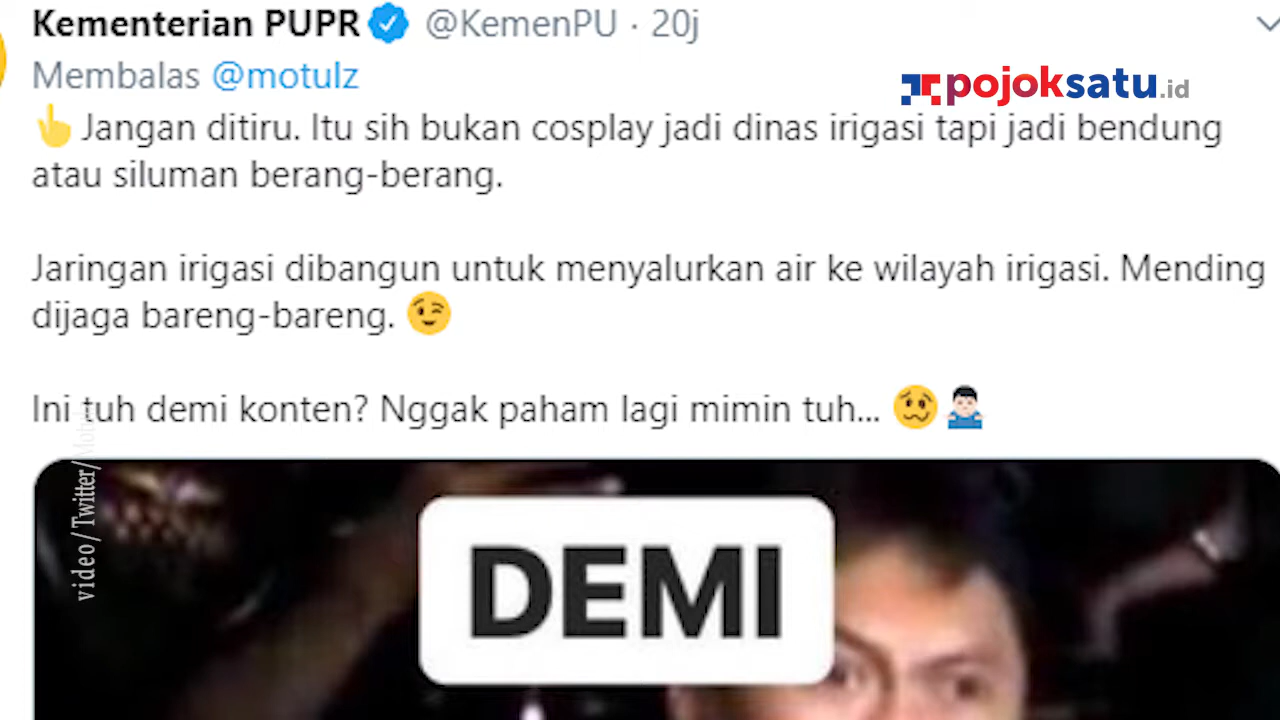 Kementerian PUPR @KemenPU · 20j
Membalas @motulz
pojoksatu.id
👆Jangan ditiru. Itu sih bukan cosplay jadi dinas irigasi tapi jadi bendung
atau siluman berang-berang.
Jaringan irigasi dibangun untuk menyalurkan air ke wilayah irigasi. Mending
dijaga bareng-bareng. 😉
Ini tuh demi konten? Nggak paham lagi mimin tuh... 🥴🤷‍♂️
video / Twitter/
DEMI